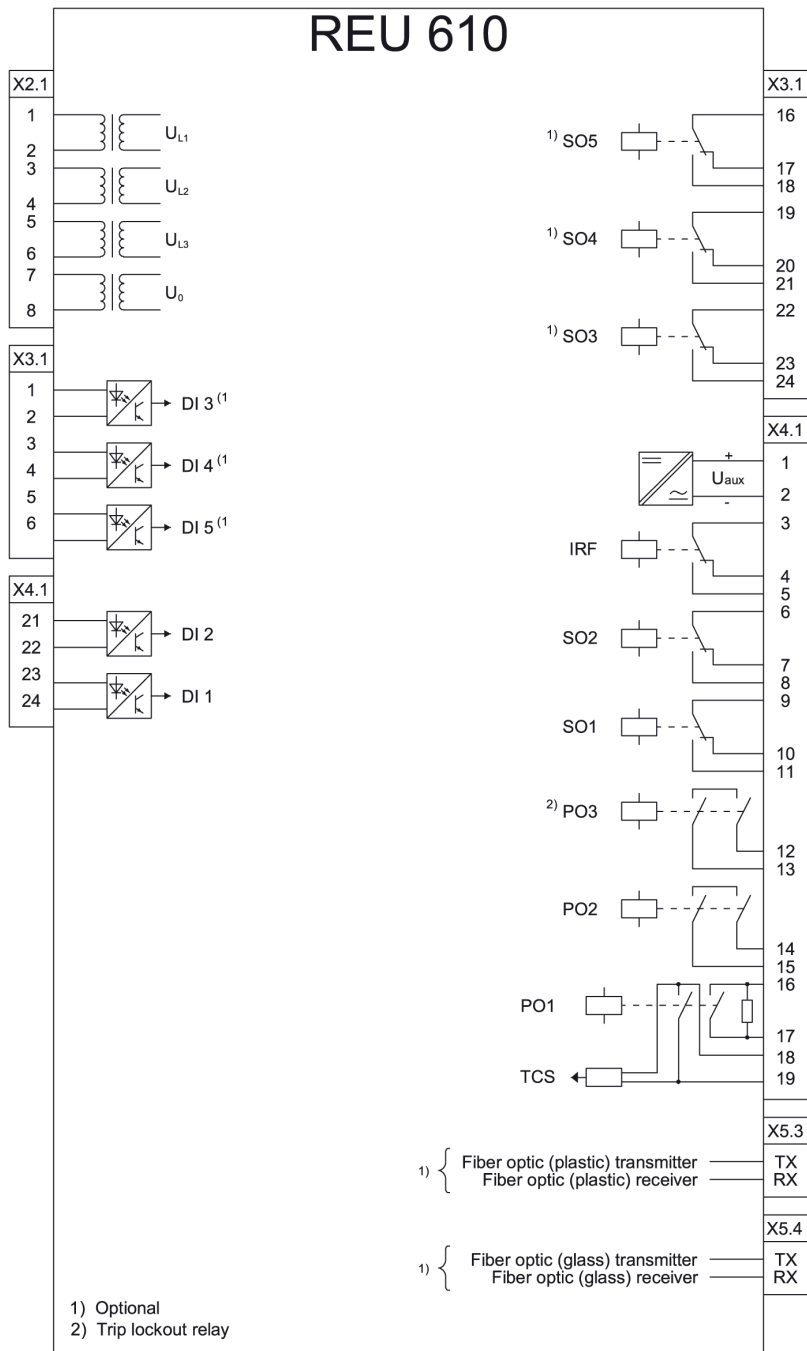 REU 610
X2.1
1
2
3
4
5
6
7
8
UL1
UL2
UL3
U0
X3.1
1
2
3
4
5
6
DI 3 (1
DI 4 (1
DI 5 (1
X4.1
21
22
23
24
DI 2
DI 1
X3.1
1) SO5
16
17
18
1) SO4
19
20
21
1) SO3
22
23
24
X4.1
+
Uaux
-
1
2
IRF
3
4
5
SO2
6
7
8
SO1
9
10
11
2) PO3
12
13
PO2
14
15
PO1
16
17
18
TCS
19
X5.3
1)
Fiber optic (plastic) transmitter TX
Fiber optic (plastic) receiver RX
X5.4
1)
Fiber optic (glass) transmitter TX
Fiber optic (glass) receiver RX
1) Optional
2) Trip lockout relay